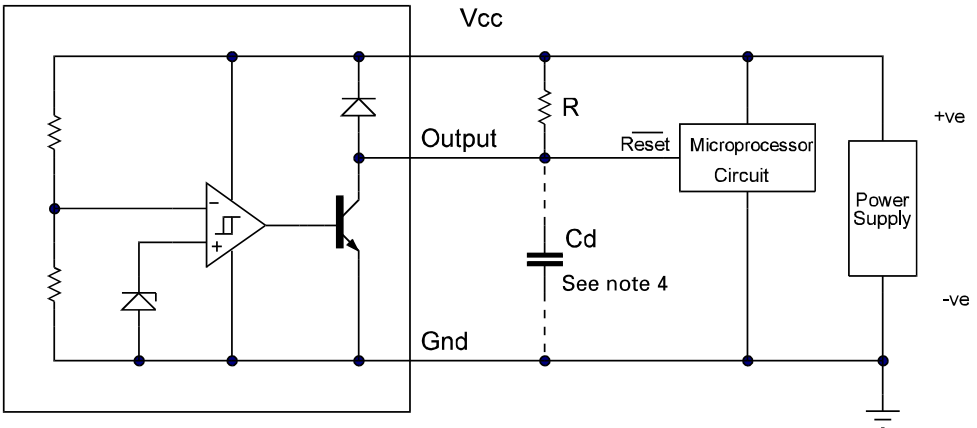 Vcc
R
Output
Reset
Microprocessor
Circuit
+ve
Power
Supply
-
+
Cd
See note 4
-ve
Gnd